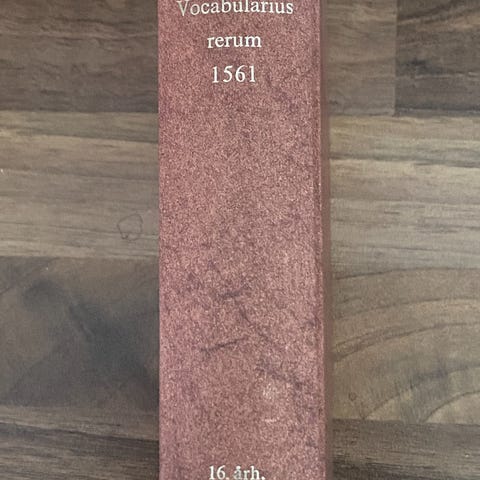 Vocabularius
rerum
1561
16. årh.